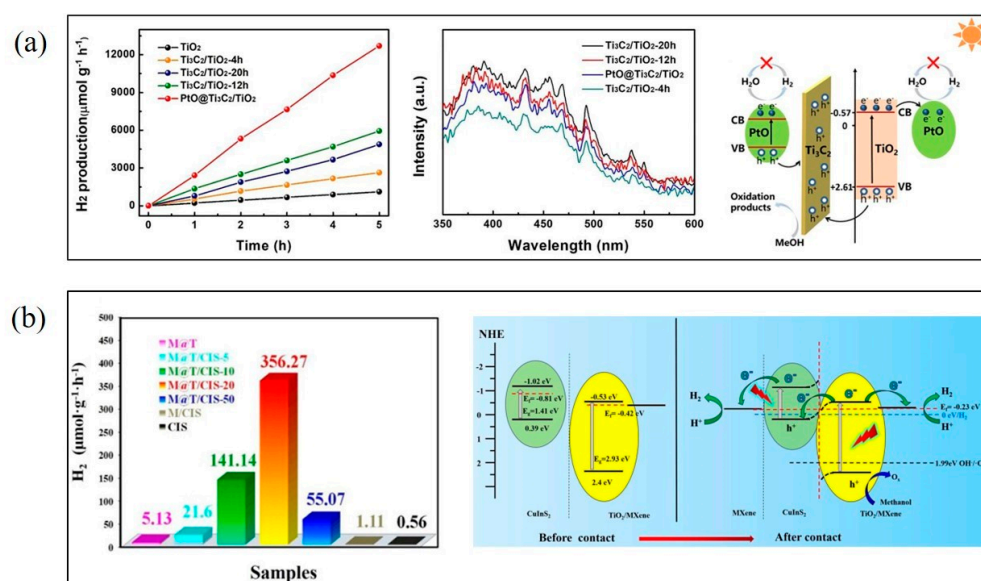 (a)
H2 production(μmol g⁻¹ h⁻¹)
12000
9000
6000
3000
0
TiO2
Ti3C2/TiO2-4h
Ti3C2/TiO2-20h
Ti3C2/TiO2-12h
PtO@Ti3C2/TiO2
0 1 2 3 4 5
Time (h)
Intensity (a.u.)
Ti3C2/TiO2-20h
Ti3C2/TiO2-12h
PtO@Ti3C2/TiO2
Ti3C2/TiO2-4h
350 400 450 500 550 600
Wavelength (nm)
H2O H2
e⁻ e⁻
CB
PtO
VB
h⁺ h⁺
Ti3C2
h⁺
h⁺
h⁺
h⁺
h⁺
Oxidation
products
MeOH
-0.57
0
+2.61
e⁻ e⁻ e⁻
CB
TiO2
VB
h⁺ h⁺ h⁺
H2O H2
e⁻ e⁻
PtO
(b)
H2 (μmol·g⁻¹·h⁻¹)
500
450
400
350
300
250
200
150
100
50
0
M@T
M@T/CIS-5
M@T/CIS-10
M@T/CIS-20
M@T/CIS-50
M/CIS
CIS
5.13
21.6
141.14
356.27
55.07
1.11
0.56
Samples
NHE
-2
-1
0
1
2
-1.02 eV
Ef=-0.81 eV
Eg=1.41 eV
0.39 eV
-0.53 eV
Ef=-0.42 eV
Eg=2.93 eV
2.4 eV
CuInS2
TiO2/MXene
Before contact
After contact
H2
H⁺
e⁻
e⁻
e⁻
e⁻
h⁺
h⁺
H2
H⁺
Ef=-0.23 eV
0 eV/H2
1.99eV OH /·
O2
Methanol
MXene
CuInS2
TiO2/MXene